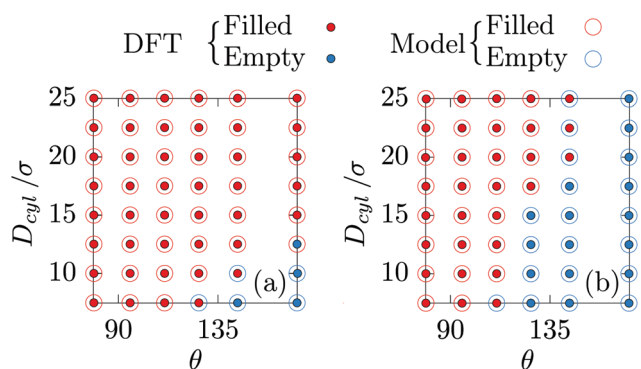 DFT { Filled Empty
Model { Filled Empty
D_cyl/σ
25
20
15
10
(a)
90 135
θ
D_cyl/σ
25
20
15
10
(b)
90 135
θ